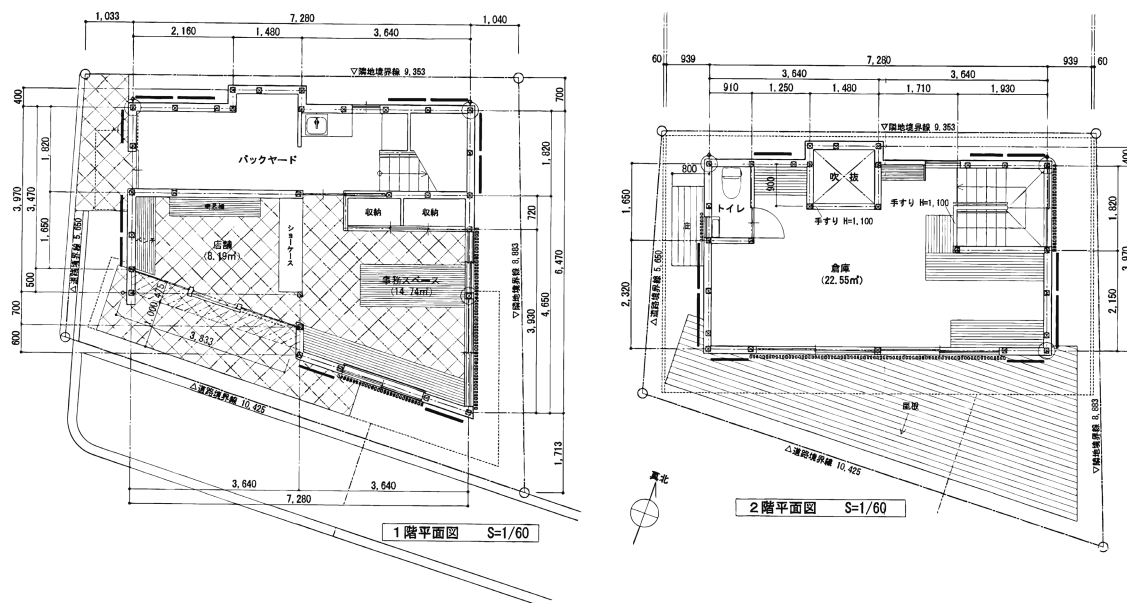 1,033
7,280
1,040
2,160
1,480
3,640
▽隣地境界線 9,353
400
1,820
3,970
3,470
1,650
500
700
600
700
1,820
720
6,470
4,650
3,930
1,713
バックヤード
収納
収納
ショーケース
ベンチ
店舗
(8.19㎡)
事務スペース
(14.74㎡)
△道路境界線 5,650
▽隣地境界線 8,883
1,000
475
3,833
△道路境界線 10,425
3,640
3,640
7,280
1階平面図 S=1/60
60
939
7,280
939
60
3,640
3,640
910
1,250
1,480
1,710
1,930
▽隣地境界線 9,353
800
900
吹抜
トイレ
手すり H=1,100
手すり H=1,100
400
1,650
2,320
1,820
3,970
2,150
倉庫
(22.55㎡)
△道路境界線 5,650
▽隣地境界線 8,883
屋根
△道路境界線 10,425
真北
2階平面図 S=1/60